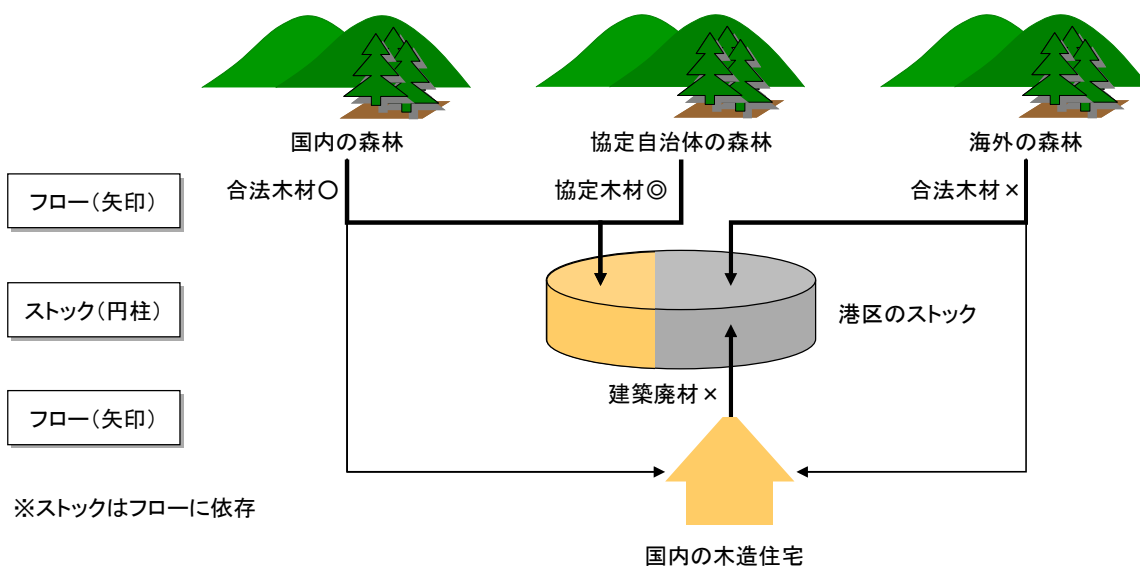 国内の森林
協定自治体の森林
海外の森林
フロー(矢印)
合法木材○
協定木材◎
合法木材×
ストック(円柱)
港区のストック
フロー(矢印)
建築廃材×
※ストックはフローに依存
国内の木造住宅